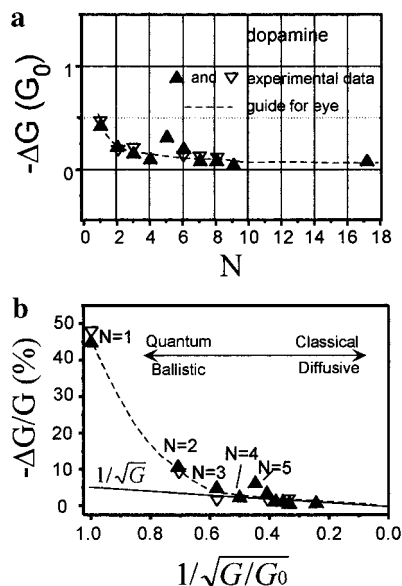 a
dopamine
▲ and ▽ experimental data
---- guide for eye
-ΔG (G₀)
1
0
0 2 4 6 8 10 12 14 16 18
N
b
50
40
30
20
10
0
-ΔG/G (%)
N=1
Quantum
Classical
Ballistic
Diffusive
N=2
N=4
N=3
N=5
1/√G
1.0 0.8 0.6 0.4 0.2 0.0
1/√G/G₀